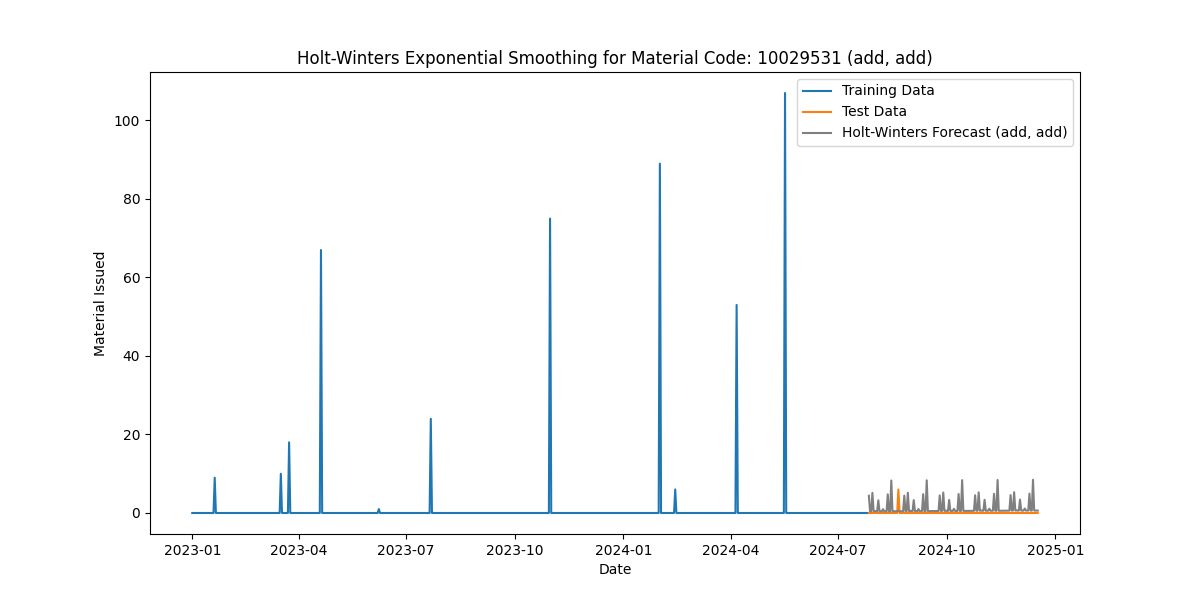 Holt-Winters Exponential Smoothing for Material Code: 10029531 (add, add)
Training Data
Test Data
Holt-Winters Forecast (add, add)
Material Issued
100
80
60
40
20
0
2023-01 2023-04 2023-07 2023-10 2024-01 2024-04 2024-07 2024-10 2025-01
Date